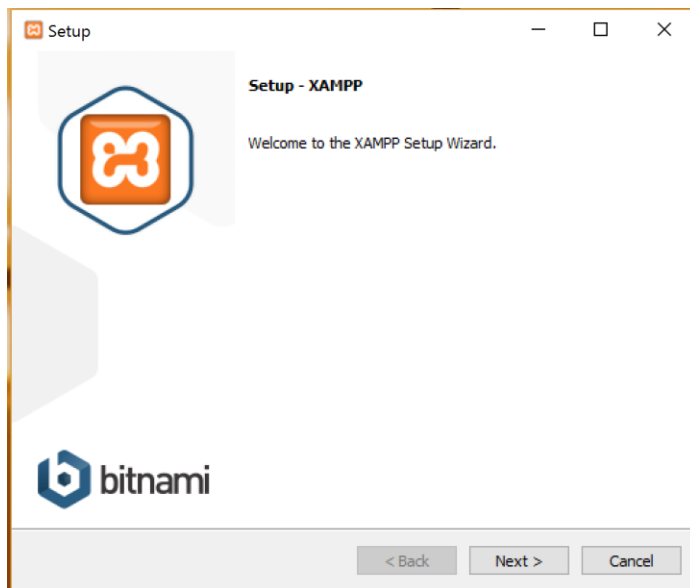 Setup
Setup - XAMPP
Welcome to the XAMPP Setup Wizard.
bitnami
< Back Next > Cancel